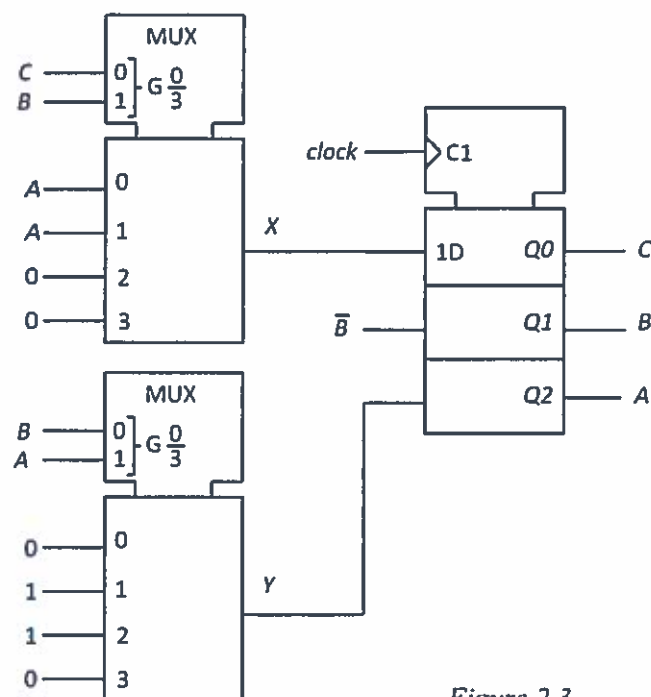 MUX
C 0
B 1 G 0/3
A 0
A 1
0 2
0 3
X
clock C1
1D Q0 C
B̅ Q1 B
Q2 A
MUX
B 0
A 1 G 0/3
0 0
1 1
1 2
0 3
Y
Figure 2.3